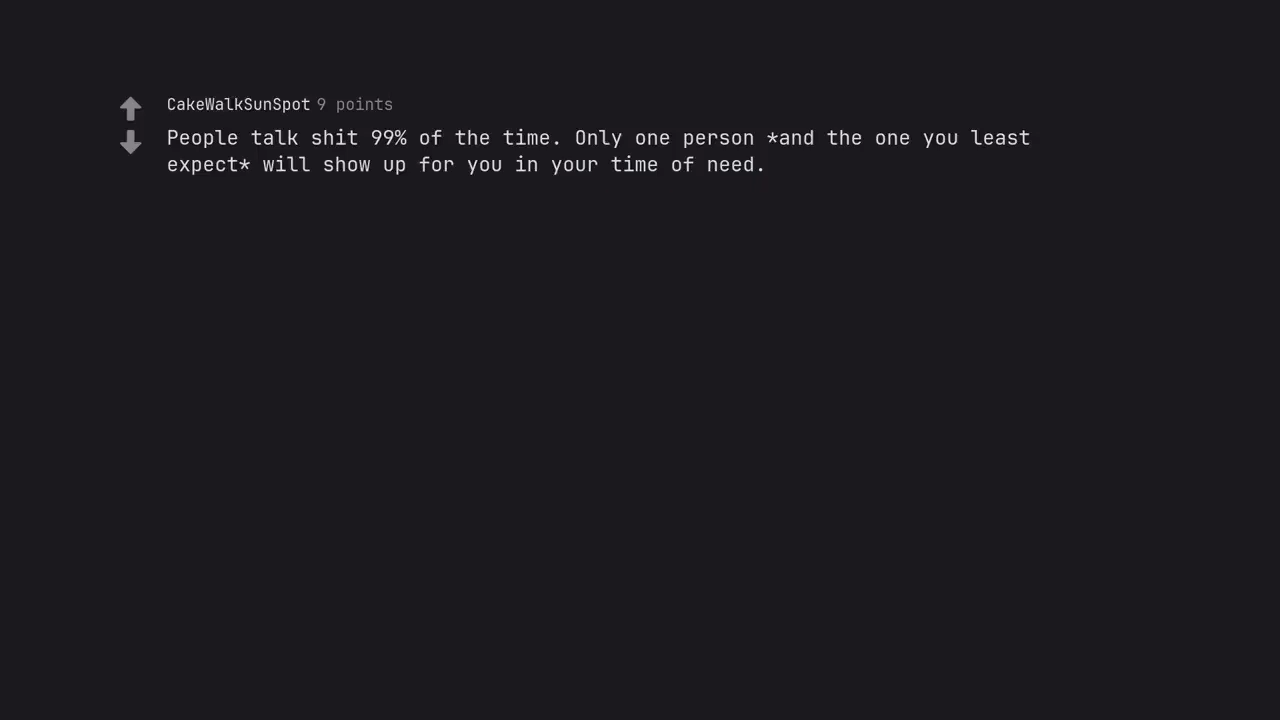 CakeWalkSunSpot 9 points
People talk shit 99% of the time. Only one person *and the one you least
expect* will show up for you in your time of need.